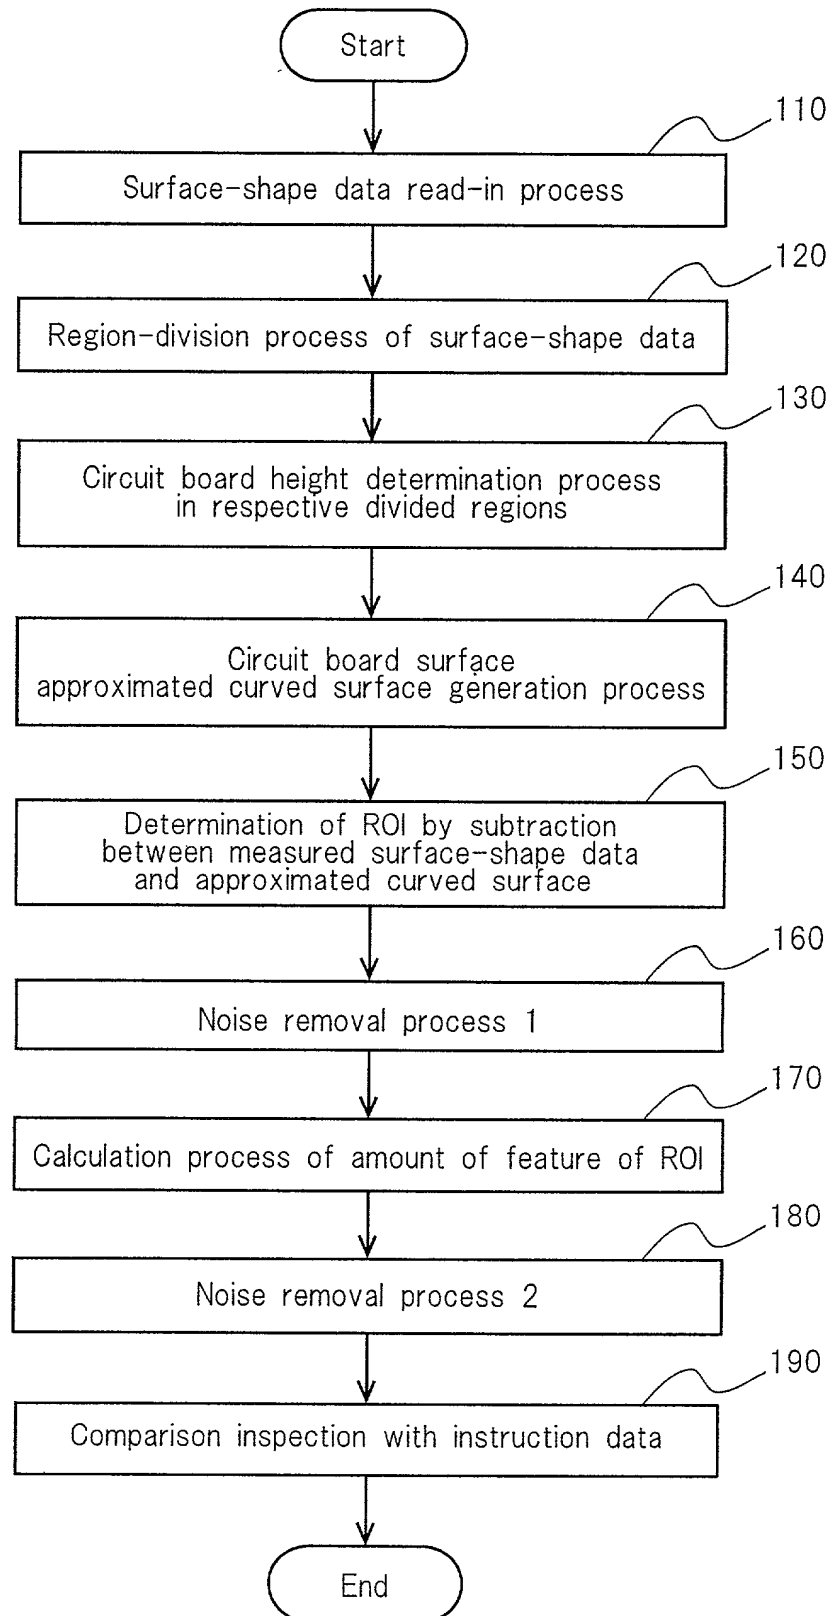 Start
110
Surface-shape data read-in process
120
Region-division process of surface-shape data
130
Circuit board height determination process
in respective divided regions
140
Circuit board surface
approximated curved surface generation process
150
Determination of ROI by subtraction
between measured surface-shape data
and approximated curved surface
160
Noise removal process 1
170
Calculation process of amount of feature of ROI
180
Noise removal process 2
190
Comparison inspection with instruction data
End